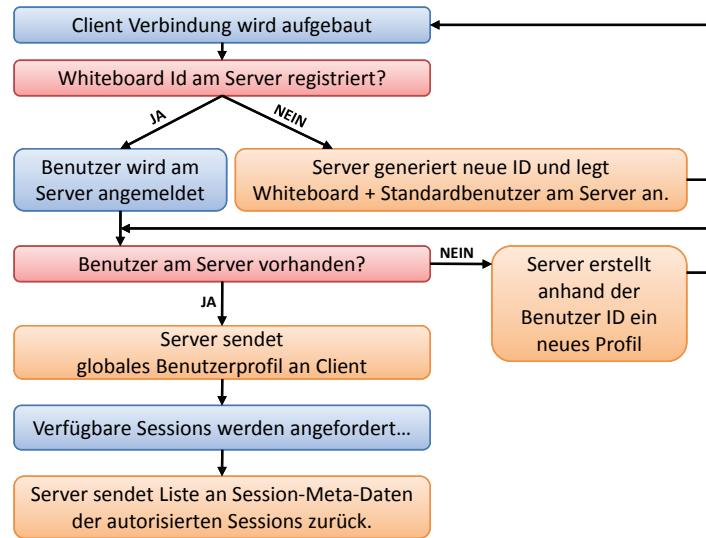 Client Verbindung wird aufgebaut
Whiteboard Id am Server registriert?
JA
NEIN
Benutzer wird am
Server angemeldet
Server generiert neue ID und legt
Whiteboard + Standardbenutzer am Server an.
Benutzer am Server vorhanden?
NEIN
Server erstellt
anhand der
Benutzer ID ein
neues Profil
JA
Server sendet
globales Benutzerprofil an Client
Verfügbare Sessions werden angefordert…
Server sendet Liste an Session-Meta-Daten
der autorisierten Sessions zurück.